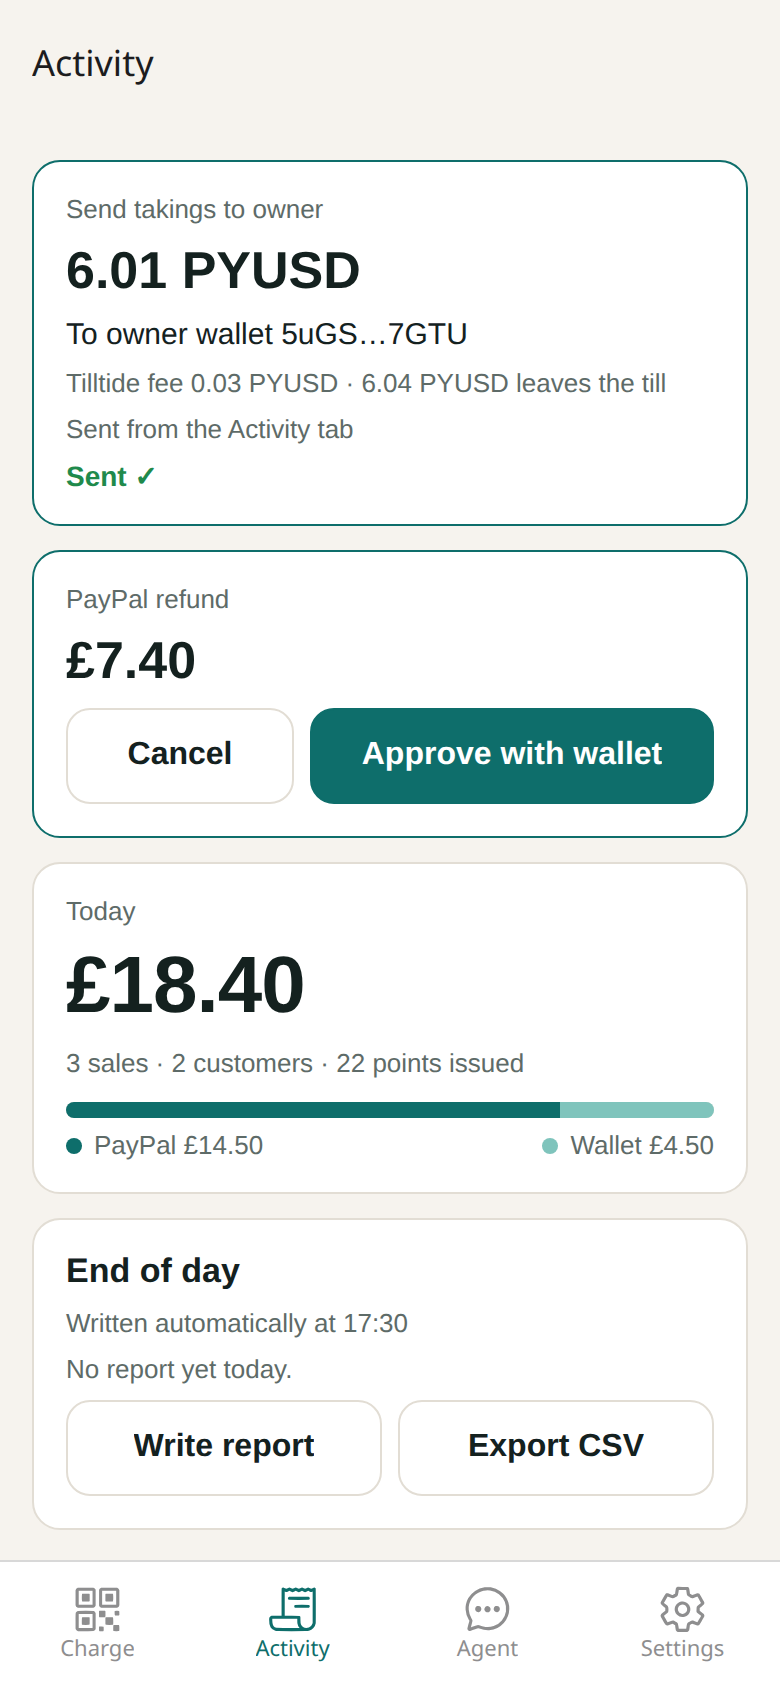 Activity
Send takings to owner
6.01 PYUSD
To owner wallet 5uGS…7GTU
Tilltide fee 0.03 PYUSD · 6.04 PYUSD leaves the till
Sent from the Activity tab
Sent ✓
PayPal refund
£7.40
Cancel
Approve with wallet
Today
£18.40
3 sales · 2 customers · 22 points issued
PayPal £14.50
Wallet £4.50
End of day
Written automatically at 17:30
No report yet today.
Write report
Export CSV
Charge
Activity
Agent
Settings